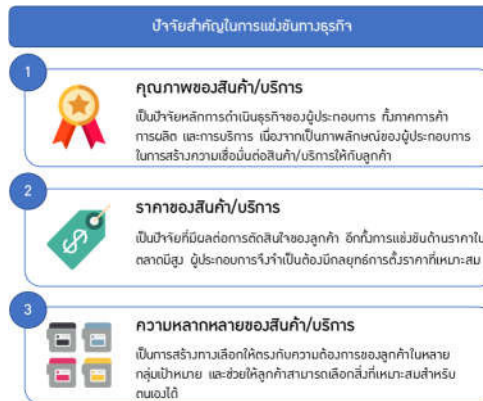 ปัจจัยสำคัญในการแข่งขันทางธุรกิจ
1
คุณภาพของสินค้า/บริการ
เป็นปัจจัยหลักการดำเนินธุรกิจของผู้ประกอบการ ทั้งภาคการค้า
การผลิต และการบริการ เนื่องจากเป็นภาพลักษณ์ของผู้ประกอบการ
ในการสร้างความเชื่อมั่นต่อสินค้า/บริการให้กับลูกค้า
2
ราคาของสินค้า/บริการ
$
เป็นปัจจัยที่มีผลต่อการตัดสินใจของลูกค้า อีกทั้งการแข่งขันด้านราคาใน
ตลาดมีสูง ผู้ประกอบการจึงจำเป็นต้องมีกลยุทธ์การตั้งราคาที่เหมาะสม
3
ความหลากหลายของสินค้า/บริการ
เป็นการสร้างทางเลือกให้ตรงกับความต้องการของลูกค้าในหลาย
กลุ่มเป้าหมาย และช่วยให้ลูกค้าสามารถเลือกสิ่งที่เหมาะสมสำหรับ
ตนเองได้